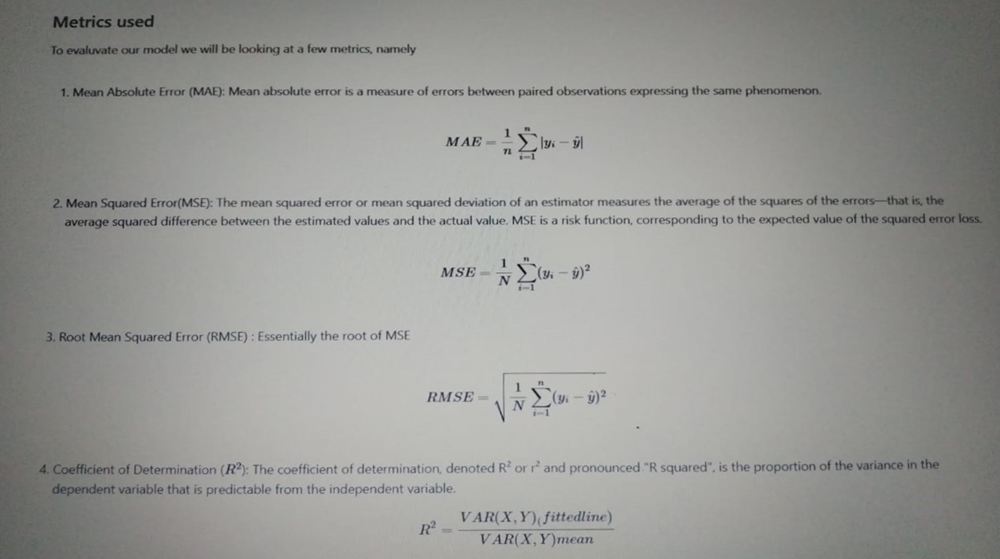 Metrics used
To evaluvate our model we will be looking at a few metrics, namely
1. Mean Absolute Error (MAE): Mean absolute error is a measure of errors between paired observations expressing the same phenomenon.
MAE = \frac{1}{n} \sum_{i=1}^{n} |y_i - ŷ|
2. Mean Squared Error(MSE): The mean squared error or mean squared deviation of an estimator measures the average of the squares of the errors—that is, the
average squared difference between the estimated values and the actual value. MSE is a risk function, corresponding to the expected value of the squared error loss.
MSE = \frac{1}{N} \sum_{i=1}^{n} (y_i - ŷ)²
3. Root Mean Squared Error (RMSE) : Essentially the root of MSE
RMSE = \sqrt{\frac{1}{N} \sum_{i=1}^{n} (y_i - ŷ)²}
4. Coefficient of Determination (R²): The coefficient of determination, denoted R² or r² and pronounced "R squared", is the proportion of the variance in the
dependent variable that is predictable from the independent variable.
R² = \frac{VAR(X,Y)_(fittedline)}{VAR(X,Y)mean}